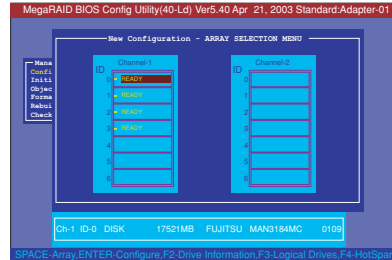 MegaRAID BIOS Config Utility(40-Ld) Ver5.40 Apr 21, 2003 Standard:Adapter-01
New Configuration - ARRAY SELECTION MENU
Mana
Confi
Initi
Objec
Forma
Rebui
Check
Channel-1
ID
0 READY
1 READY
2 READY
3 READY
4
5
6
Channel-2
ID
0
1
2
3
4
5
6
Ch-1 ID-0 DISK 17521MB FUJITSU MAN3184MC 0109
SPACE-Array,ENTER-Configure,F2-Drive Information,F3-Logical Drives,F4-HotSpar